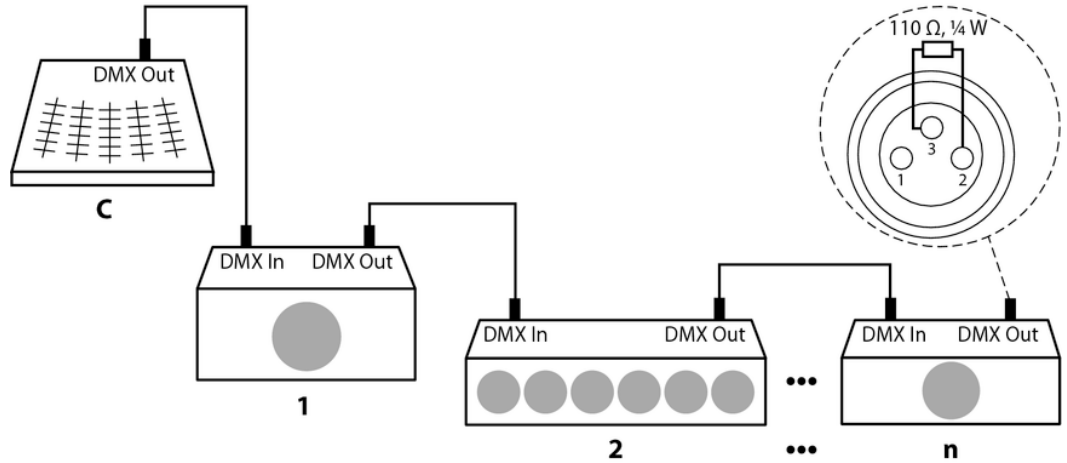 110 Ω, ¼ W
DMX Out
3
1
2
C
DMX In
DMX Out
DMX In
DMX Out
DMX In
DMX Out
1
•••
2
•••
n